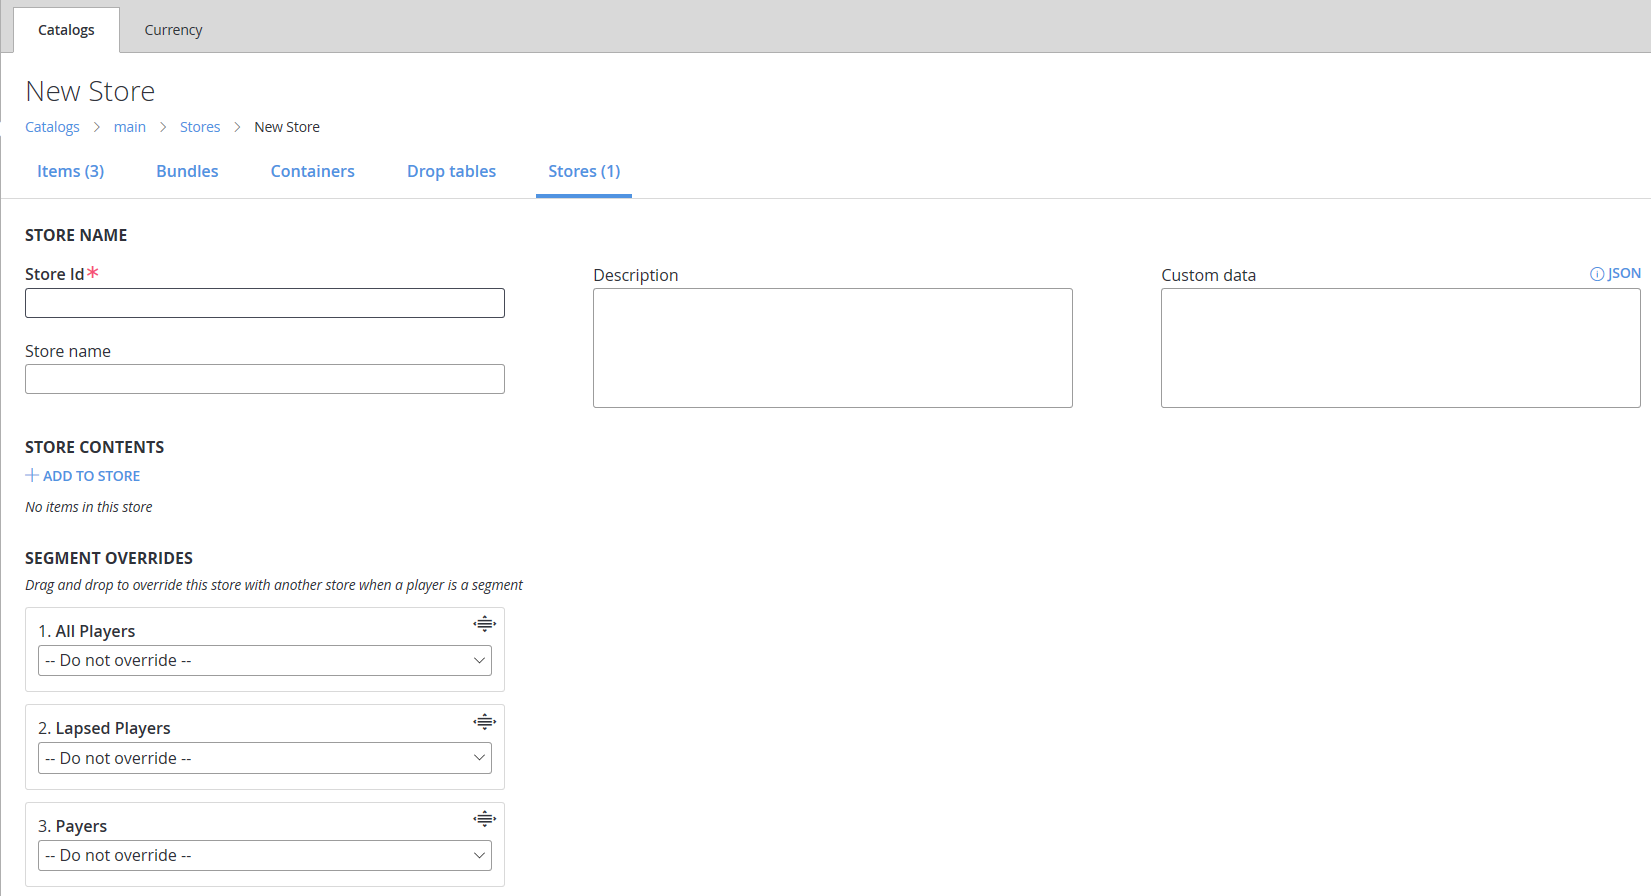 Catalogs Currency
New Store
Catalogs > main > Stores > New Store
Items (3) Bundles Containers Drop tables Stores (1)
STORE NAME
Store Id*
Description
Custom data
JSON
Store name
STORE CONTENTS
+ ADD TO STORE
No items in this store
SEGMENT OVERRIDES
Drag and drop to override this store with another store when a player is a segment
1. All Players
-- Do not override --
2. Lapsed Players
-- Do not override --
3. Payers
-- Do not override --